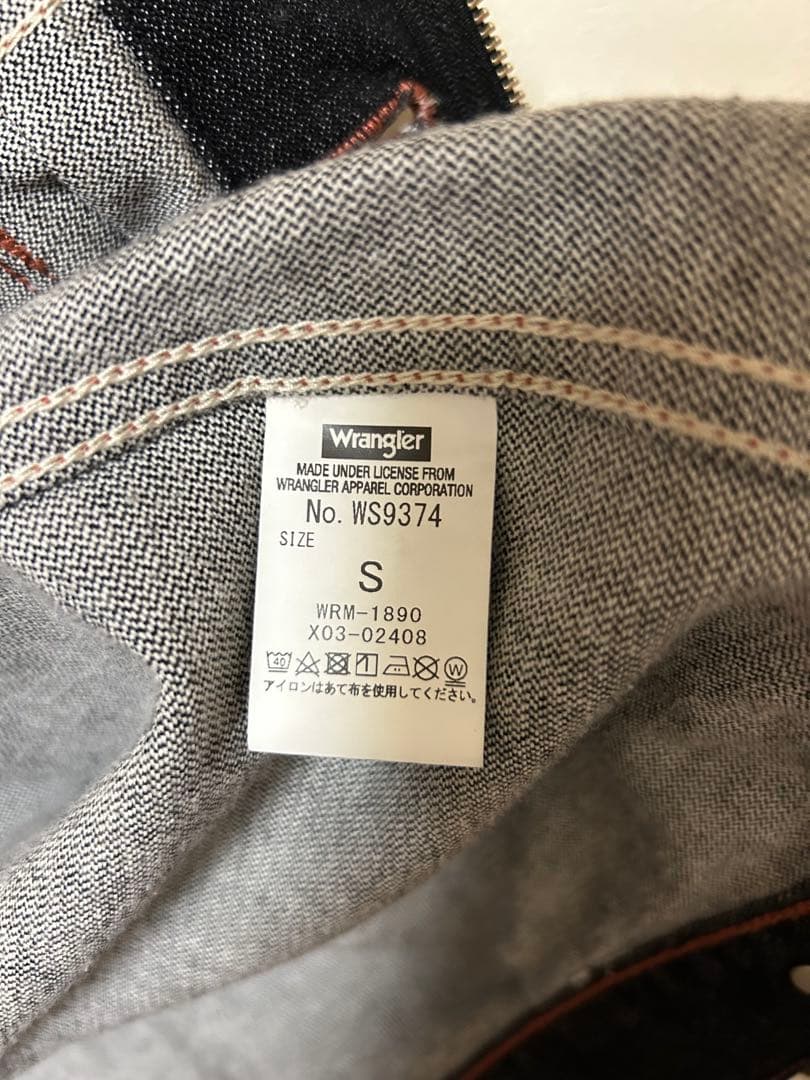 Wrangler
MADE UNDER LICENSE FROM
WRANGLER APPAREL CORPORATION
No. WS9374
SIZE
S
WRM-1890
X03-02408
40 W
アイロンはあて布を使用してください。